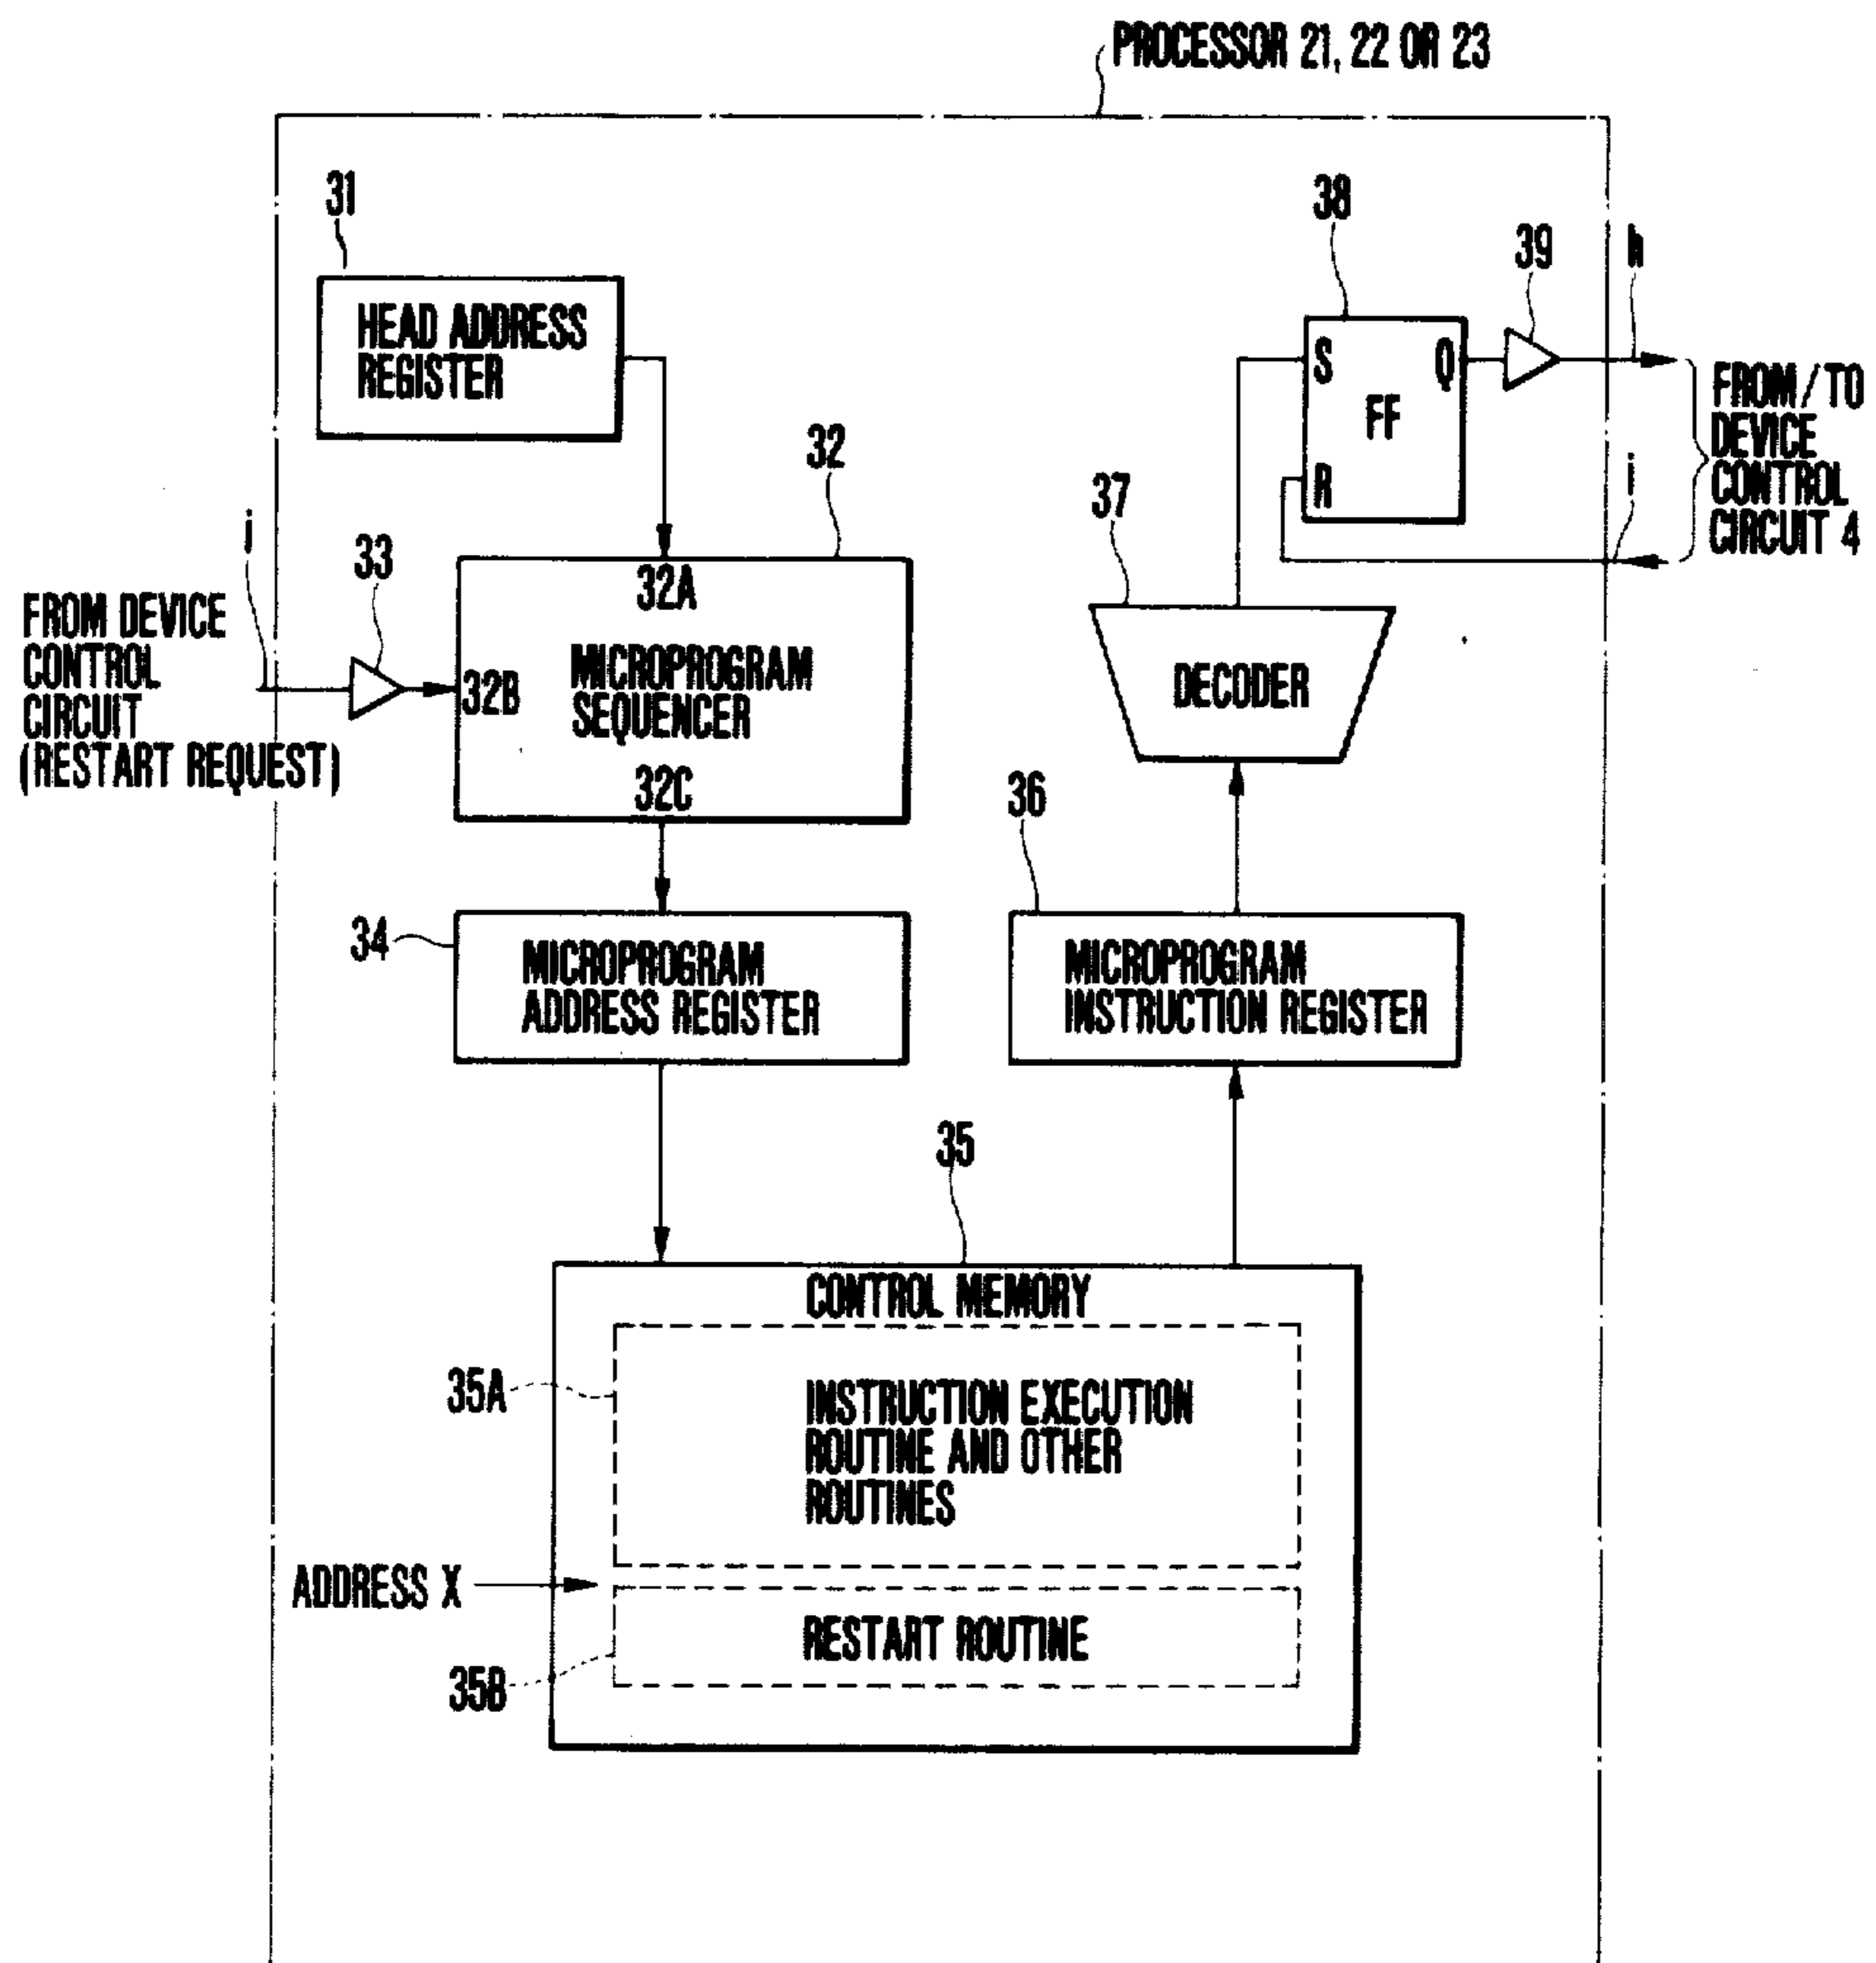 PROCESSOR 21, 22 OR 23
31
HEAD ADDRESS
REGISTER
38
S
Q
FF
R
39
h
i
FROM/TO
DEVICE
CONTROL
CIRCUIT 4
32
32A
32B
MICROPROGRAM
SEQUENCER
32C
i
33
FROM DEVICE
CONTROL
CIRCUIT
(RESTART REQUEST)
37
DECODER
36
34
MICROPROGRAM
ADDRESS REGISTER
MICROPROGRAM
INSTRUCTION REGISTER
35
CONTROL MEMORY
35A
INSTRUCTION EXECUTION
ROUTINE AND OTHER
ROUTINES
ADDRESS X
RESTART ROUTINE
35B